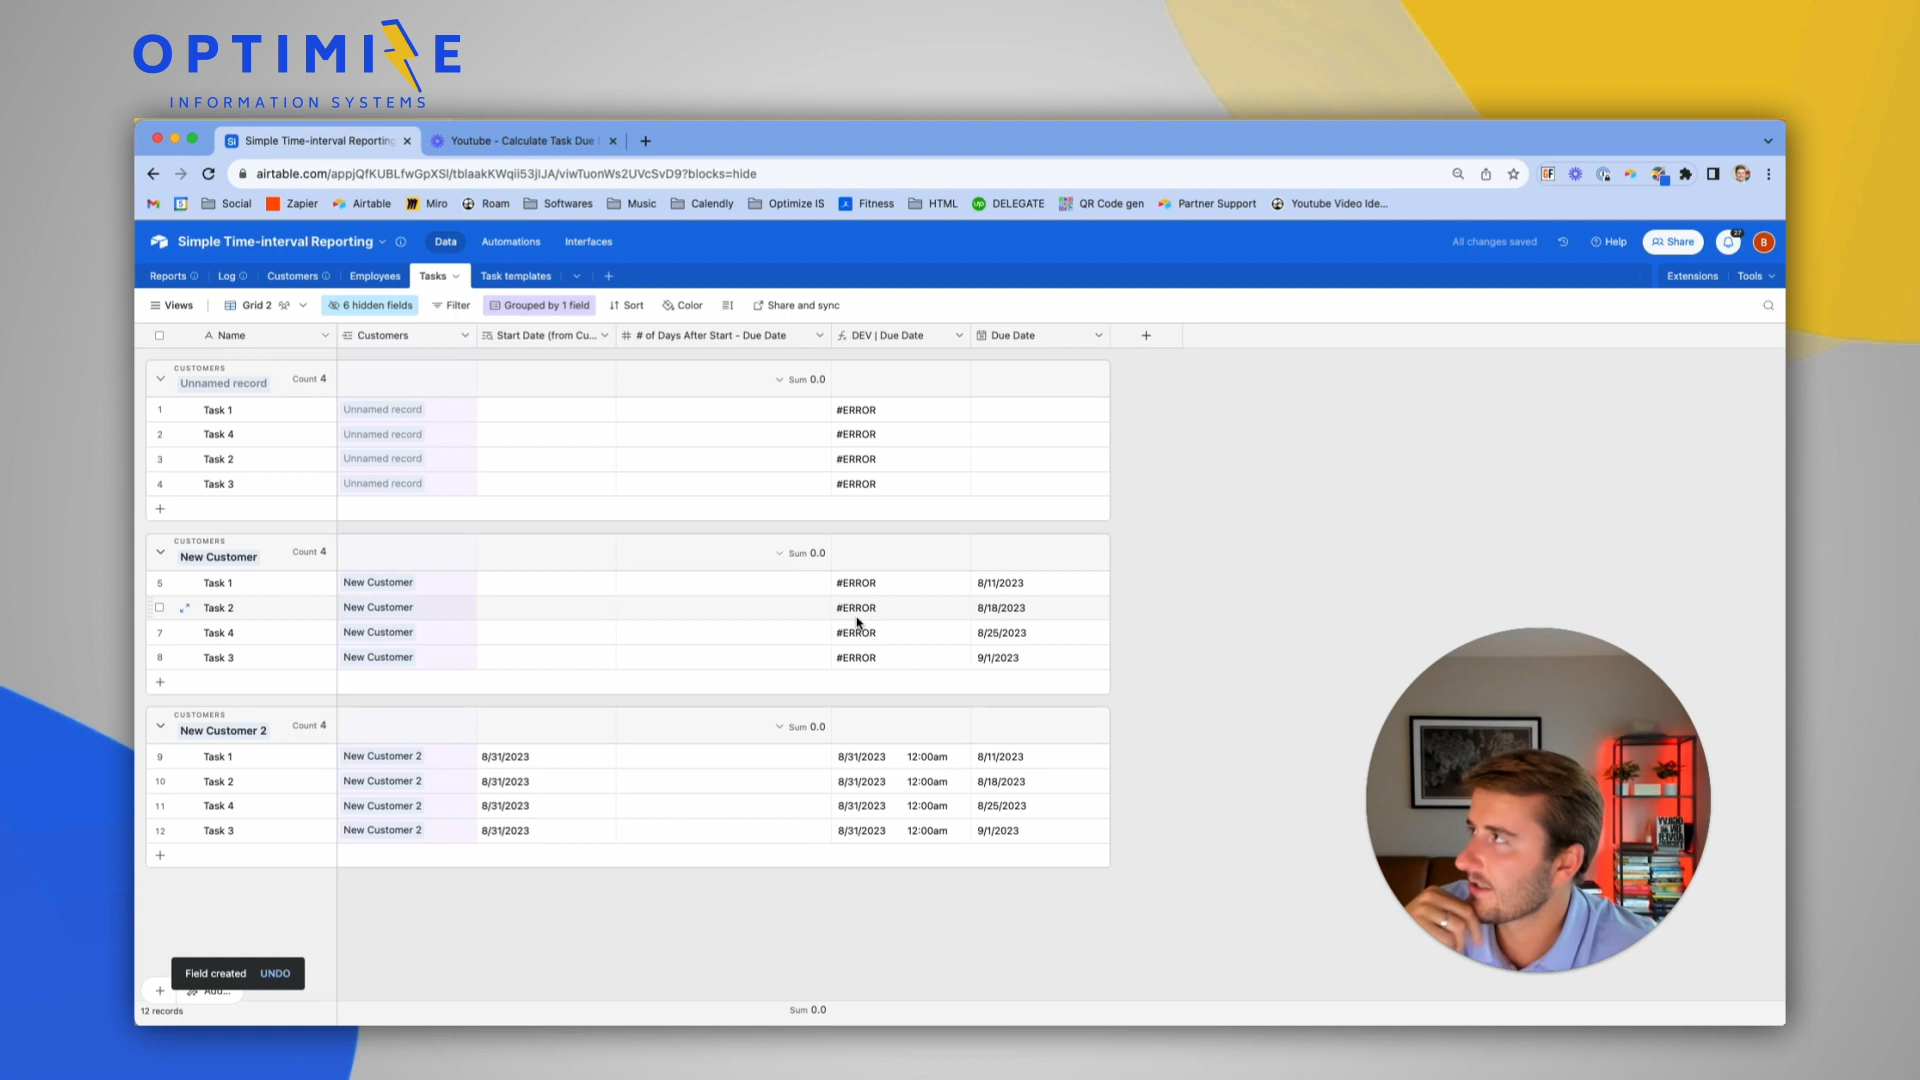 OPTIMIZE
INFORMATION SYSTEMS
Simple Time-interval Reporting
Youtube - Calculate Task Due
airtable.com/appjQfKUBLfwGpXSl/tblaakKWqii53jIJA/viwTuonWs2UVcSvD9?blocks=hide
Social Zapier Airtable Miro Roam Softwares Music Calendly Optimize IS Fitness HTML DELEGATE QR Code gen Partner Support Youtube Video Ide...
Simple Time-interval Reporting Data Automations Interfaces All changes saved Help Share 27 B
Reports Log Customers Employees Tasks Task templates Extensions Tools
Views Grid 2 6 hidden fields Filter Grouped by 1 field Sort Color Share and sync
Name Customers Start Date (from Cu... # of Days After Start - Due Date DEV | Due Date Due Date
CUSTOMERS
Unnamed record Count 4 Sum 0.0
1 Task 1 Unnamed record #ERROR
2 Task 4 Unnamed record #ERROR
3 Task 2 Unnamed record #ERROR
4 Task 3 Unnamed record #ERROR
CUSTOMERS
New Customer Count 4 Sum 0.0
5 Task 1 New Customer #ERROR 8/11/2023
Task 2 New Customer #ERROR 8/18/2023
7 Task 4 New Customer #ERROR 8/25/2023
8 Task 3 New Customer #ERROR 9/1/2023
CUSTOMERS
New Customer 2 Count 4 Sum 0.0
9 Task 1 New Customer 2 8/31/2023 8/31/2023 12:00am 8/11/2023
10 Task 2 New Customer 2 8/31/2023 8/31/2023 12:00am 8/18/2023
11 Task 4 New Customer 2 8/31/2023 8/31/2023 12:00am 8/25/2023
12 Task 3 New Customer 2 8/31/2023 8/31/2023 12:00am 9/1/2023
Field created UNDO
Add...
12 records Sum 0.0